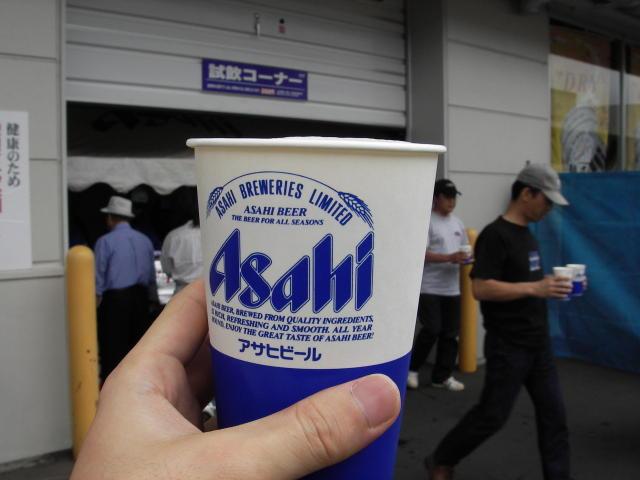 試飲コーナー
健康のため
DRY
ASAHI BREWERIES LIMITED
ASAHI BEER
THE BEER FOR ALL SEASONS
Asahi
ASAHI BEER, BREWED FROM QUALITY INGREDIENTS,
IS RICH, REFRESHING AND SMOOTH. ALL YEAR
ROUND, ENJOY THE GREAT TASTE OF ASAHI BEER!
アサヒビール